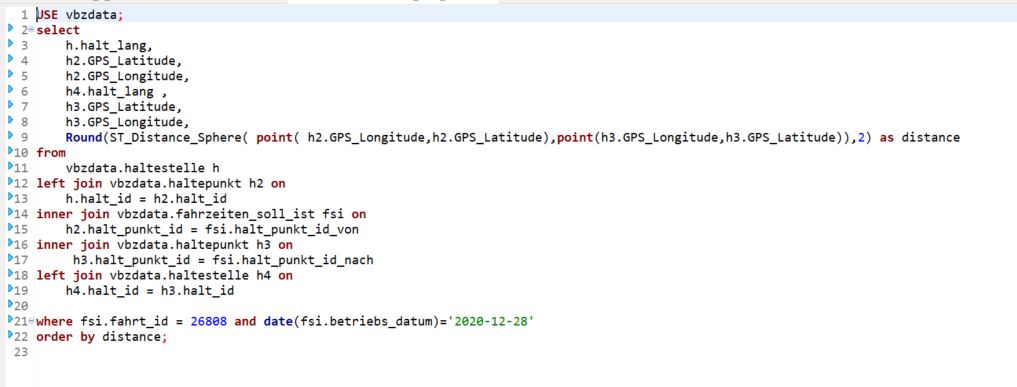 1 USE vbzdata;
2 select
3 h.halt_lang,
4 h2.GPS_Latitude,
5 h2.GPS_Longitude,
6 h4.halt_lang ,
7 h3.GPS_Latitude,
8 h3.GPS_Longitude,
9 Round(ST_Distance_Sphere( point( h2.GPS_Longitude,h2.GPS_Latitude),point(h3.GPS_Longitude,h3.GPS_Latitude)),2) as distance
10 from
11 vbzdata.haltestelle h
12 left join vbzdata.haltepunkt h2 on
13 h.halt_id = h2.halt_id
14 inner join vbzdata.fahrzeiten_soll_ist fsi on
15 h2.halt_punkt_id = fsi.halt_punkt_id_von
16 inner join vbzdata.haltepunkt h3 on
17 h3.halt_punkt_id = fsi.halt_punkt_id_nach
18 left join vbzdata.haltestelle h4 on
19 h4.halt_id = h3.halt_id
20
21 where fsi.fahrt_id = 26808 and date(fsi.betriebs_datum)='2020-12-28'
22 order by distance;
23